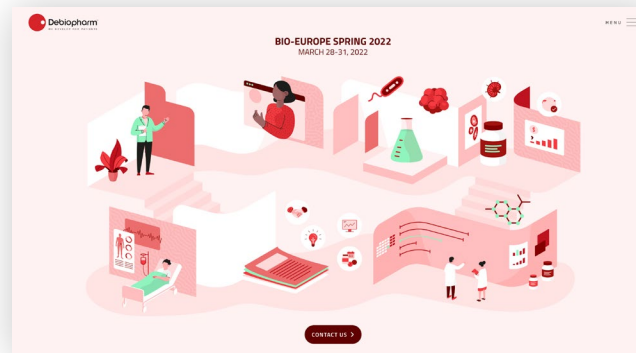 Debiopharm
MENU
BIO-EUROPE SPRING 2022
MARCH 28-31, 2022
CONTACT US